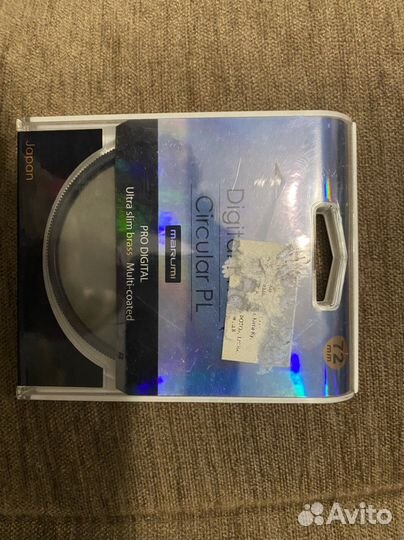 Digital
Circular PL
marumi
PRO DIGITAL
Ultra slim brass Multi-coated
Japan
72
mm
Avito